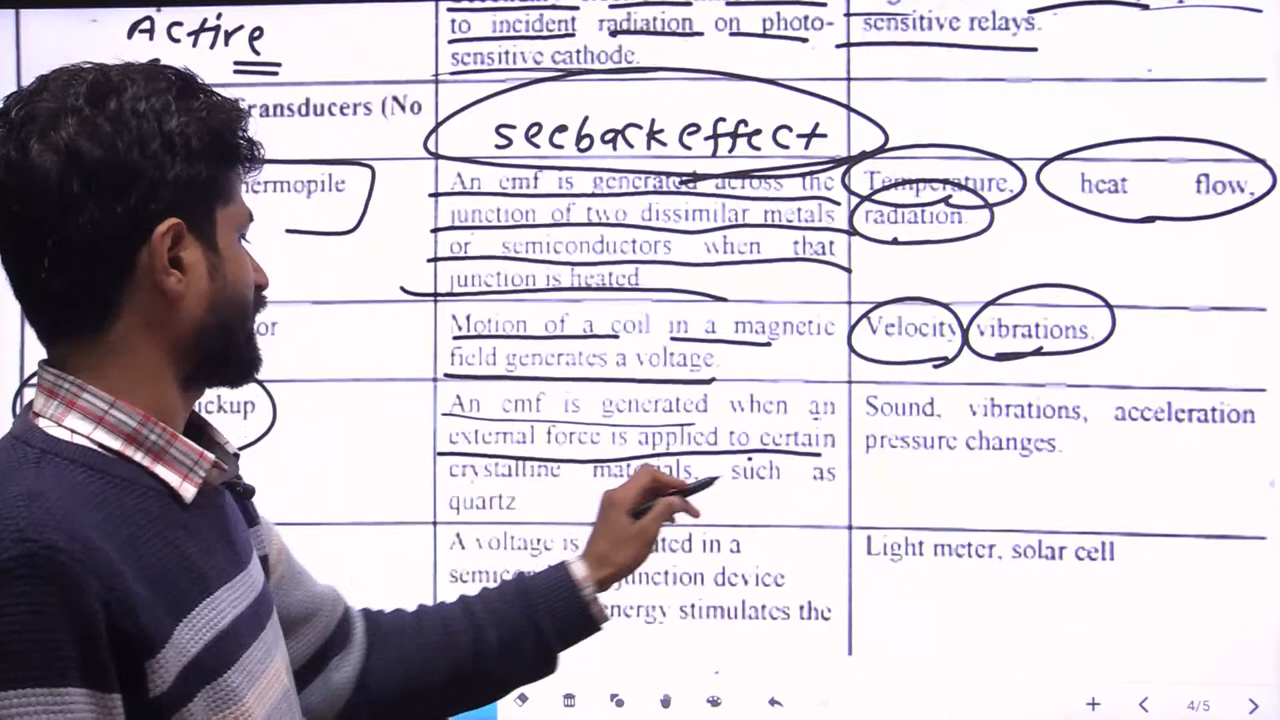 to incident radiation on photo-
sensitive cathode.
sensitive relays.
Active
Transducers (No
seebackeffect
hermopile
An emf is generated across the
junction of two dissimilar metals
or semiconductors when that
junction is heated
Temperature, heat flow,
radiation.
or
Motion of a coil in a magnetic
field generates a voltage.
Velocity vibrations.
ickup
An emf is generated when an
external force is applied to certain
crystalline materials, such as
quartz
Sound, vibrations, acceleration
pressure changes.
A voltage is
ted in a
junction device
energy stimulates the
Light meter, solar cell
4/5